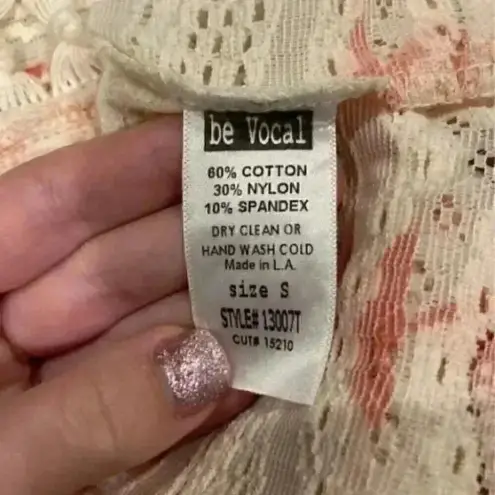 be Vocal
60% COTTON
30% NYLON
10% SPANDEX
DRY CLEAN OR
HAND WASH COLD
Made in L.A.
size S
STYLE# 13007T
CUT# 15210